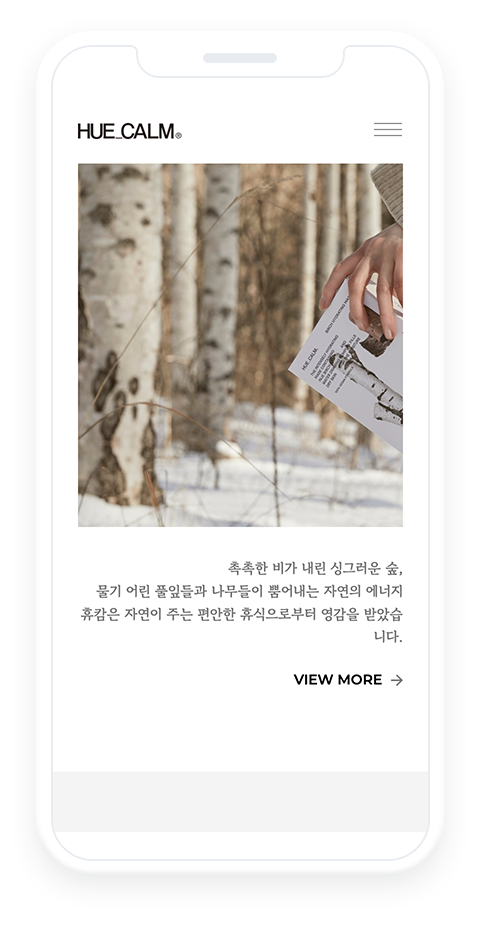 HUE_CALM®
HUE_CALM.
BIRCH HYDRATING
촉촉한 비가 내린 싱그러운 숲,
물기 어린 풀잎들과 나무들이 뿜어내는 자연의 에너지
휴캄은 자연이 주는 편안한 휴식으로부터 영감을 받았습
니다.
VIEW MORE →